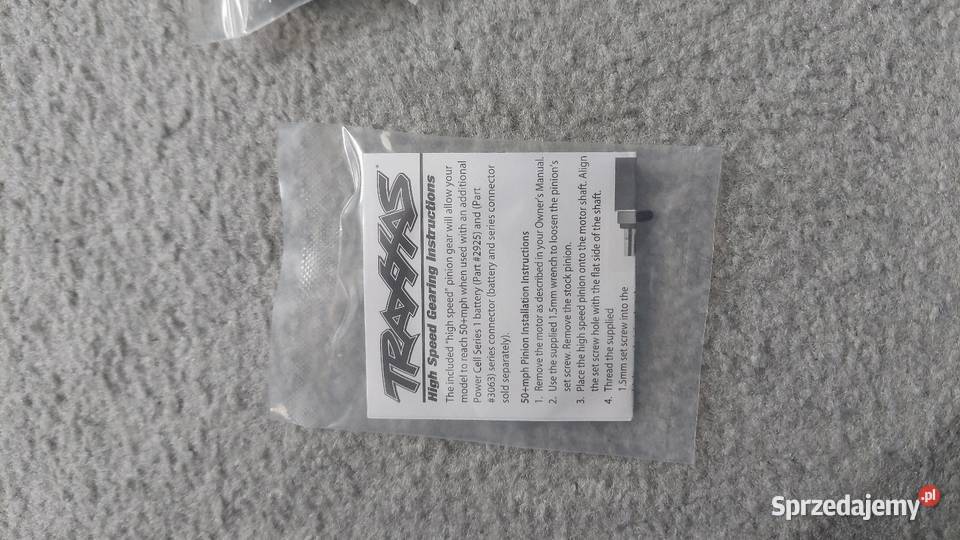 TRAXXAS
High Speed Gearing Instructions
The included "high speed" pinion gear will allow your
model to reach 50+mph when used with an additional
Power Cell Series 1 battery (Part #2925) and (Part
#3063) series connector (battery and series connector
sold separately).
50+mph Pinion Installation Instructions
1. Remove the motor as described in your Owner's Manual.
2. Use the supplied 1.5mm wrench to loosen the pinion's
set screw. Remove the stock pinion.
3. Place the high speed pinion onto the motor shaft. Align
the set screw hole with the flat side of the shaft.
4. Thread the supplied
1.5mm set screw into the
Sprzedajemy.pl